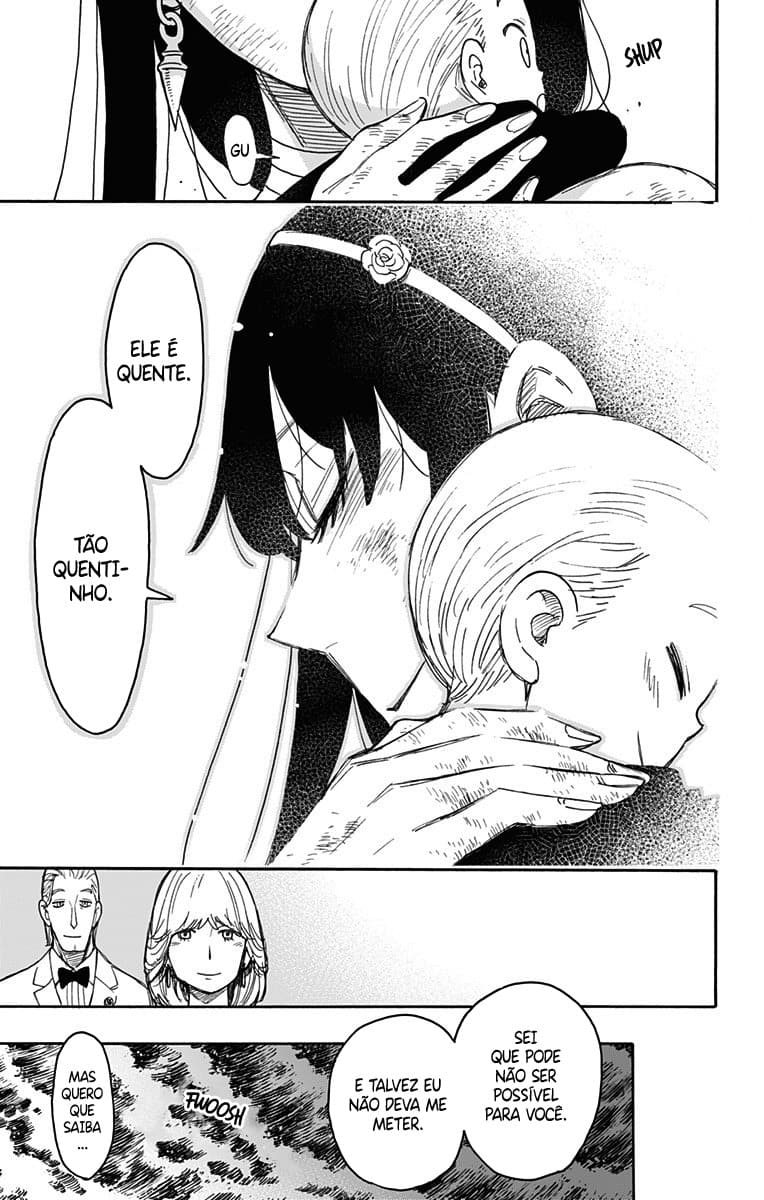 SHUP
GU
ELE É
QUENTE.
TÃO
QUENTI-
NHO.
SEI
QUE PODE
NÃO SER
POSSÍVEL
PARA VOCÊ.
E TALVEZ EU
NÃO DEVA ME
METER.
FWOOSH
MAS
QUERO
QUE
SAIBA
...